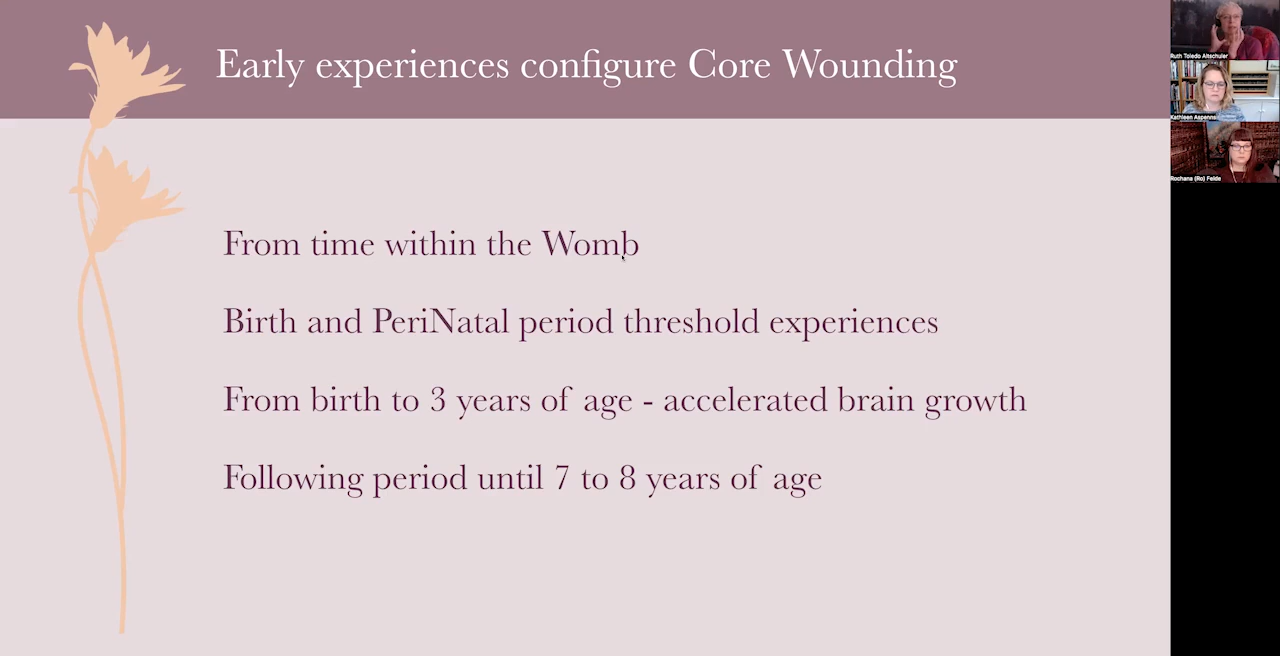 Early experiences configure Core Wounding
From time within the Womb
Birth and PeriNatal period threshold experiences
From birth to 3 years of age - accelerated brain growth
Following period until 7 to 8 years of age
Ruth Toledo Altschuler
Kathleen Aspenns
Rochana (Ro) Felde